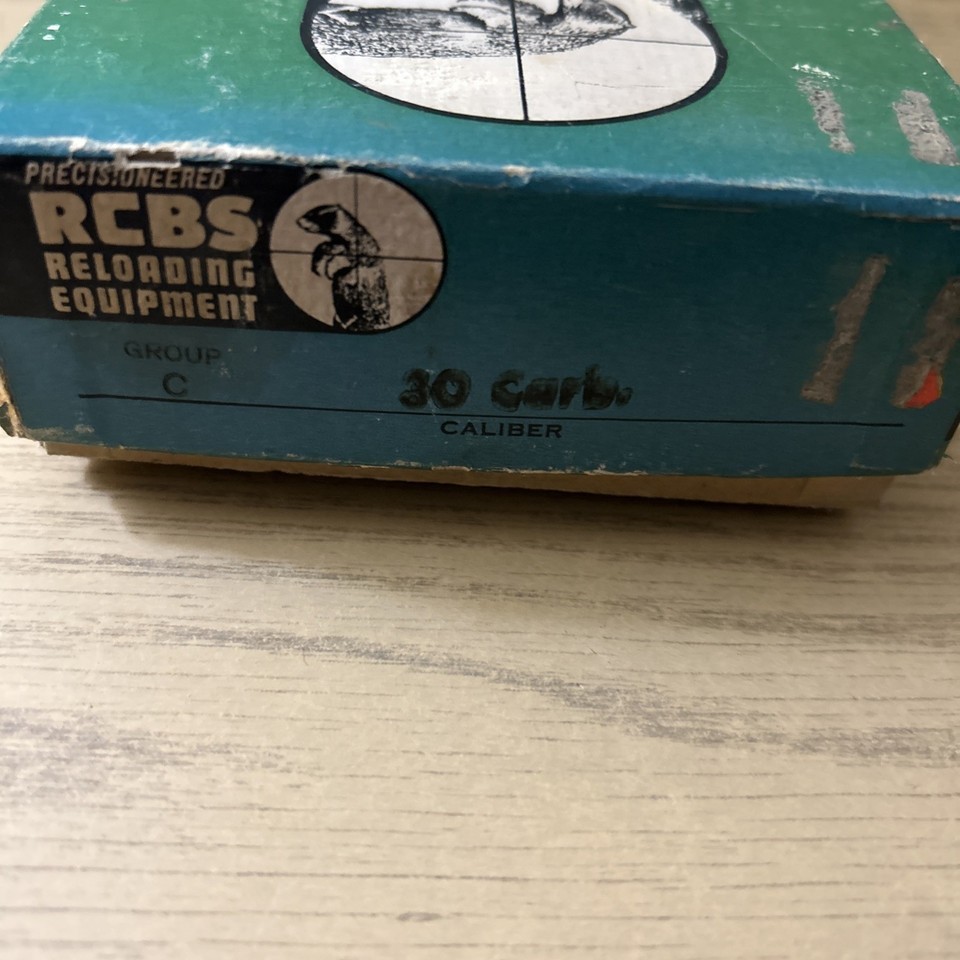 PRECISIONEERED
RCBS
RELOADING
EQUIPMENT
GROUP
C
30 Carb.
CALIBER